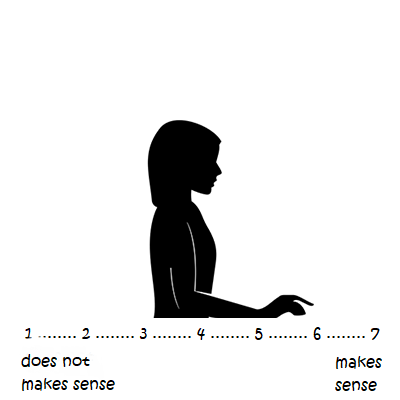 1 ........ 2 ........ 3 ........ 4 ........ 5 ........ 6 ........ 7
does not makes
makes sense sense